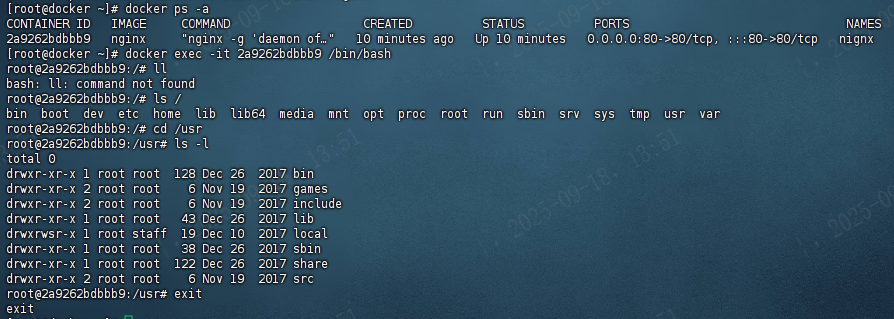 [root@docker ~]# docker ps -a
CONTAINER ID   IMAGE     COMMAND                  CREATED          STATUS          PORTS                               NAMES
2a9262bdbbb9   nginx     "nginx -g 'daemon of…"   10 minutes ago   Up 10 minutes   0.0.0.0:80->80/tcp, :::80->80/tcp   nignx
[root@docker ~]# docker exec -it 2a9262bdbbb9 /bin/bash
root@2a9262bdbbb9:/# ll
bash: ll: command not found
root@2a9262bdbbb9:/# ls /
bin  boot  dev  etc  home  lib  lib64  media  mnt  opt  proc  root  run  sbin  srv  sys  tmp  usr  var
root@2a9262bdbbb9:/# cd /usr
root@2a9262bdbbb9:/usr# ls -l
total 0
drwxr-xr-x 1 root root  128 Dec 26  2017 bin
drwxr-xr-x 2 root root    6 Nov 19  2017 games
drwxr-xr-x 2 root root    6 Nov 19  2017 include
drwxr-xr-x 1 root root   43 Dec 26  2017 lib
drwxrwsr-x 1 root staff  19 Dec 10  2017 local
drwxr-xr-x 1 root root   38 Dec 26  2017 sbin
drwxr-xr-x 1 root root  122 Dec 26  2017 share
drwxr-xr-x 2 root root    6 Nov 19  2017 src
root@2a9262bdbbb9:/usr# exit
exit
2025-09-18, 13:51